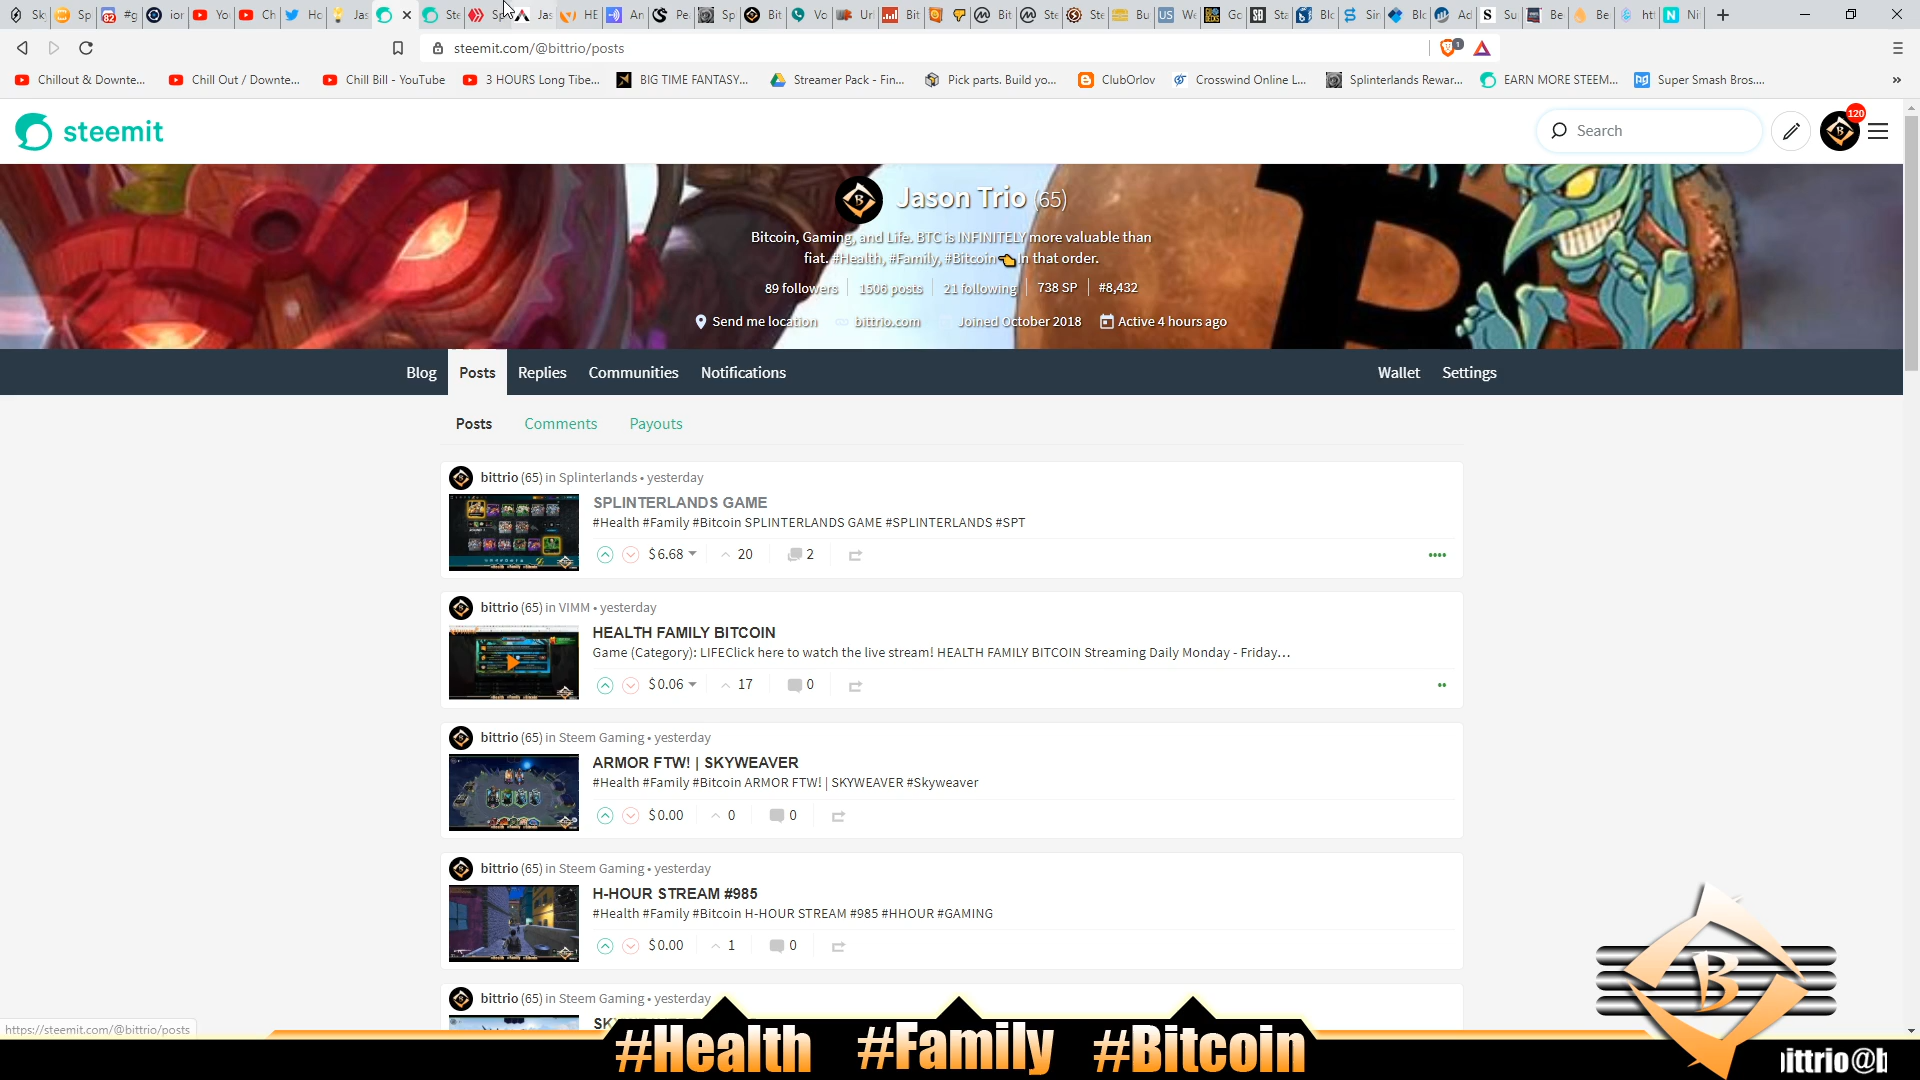 steemit.com/@bittrio/posts
Chillout & Downte...
Chill Out / Downte...
Chill Bill - YouTube
3 HOURS Long Tibe...
BIG TIME FANTASY...
Streamer Pack - Fin...
Pick parts. Build yo...
ClubOrlov
Crosswind Online L...
Splinterlands Rewar...
EARN MORE STEEM...
Super Smash Bros....
steemit
Search
120
Jason Trio (65)
Bitcoin, Gaming, and Life. BTC is INFINITELY more valuable than
fiat. #Health, #Family, #Bitcoin👈 In that order.
89 followers
1506 posts
21 following
738 SP
#8,432
Send me location
bittrio.com
Joined October 2018
Active 4 hours ago
Blog
Posts
Replies
Communities
Notifications
Wallet
Settings
Posts
Comments
Payouts
bittrio (65) in Splinterlands • yesterday
SPLINTERLANDS GAME
#Health #Family #Bitcoin SPLINTERLANDS GAME #SPLINTERLANDS #SPT
$6.68
20
2
bittrio (65) in VIMM • yesterday
HEALTH FAMILY BITCOIN
Game (Category): LIFEClick here to watch the live stream! HEALTH FAMILY BITCOIN Streaming Daily Monday - Friday...
$0.06
17
0
bittrio (65) in Steem Gaming • yesterday
ARMOR FTW! | SKYWEAVER
#Health #Family #Bitcoin ARMOR FTW! | SKYWEAVER #Skyweaver
$0.00
0
0
bittrio (65) in Steem Gaming • yesterday
H-HOUR STREAM #985
#Health #Family #Bitcoin H-HOUR STREAM #985 #HHOUR #GAMING
$0.00
1
0
bittrio (65) in Steem Gaming • yesterday
https://steemit.com/@bittrio/posts
#Health #Family #Bitcoin
B
ittrio@b